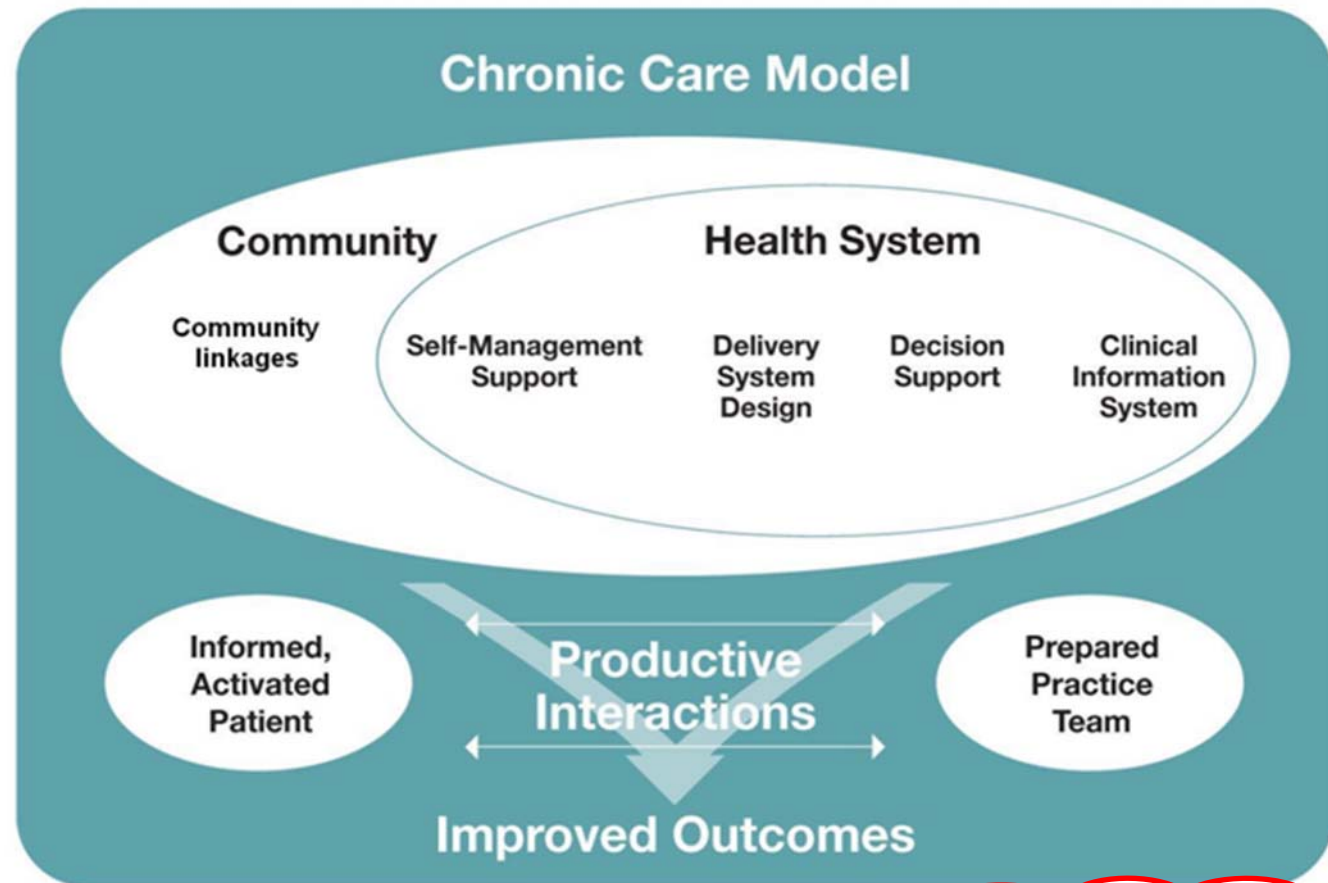 Chronic Care Model
Community
Health System
Community
linkages
Self-Management
Support
Delivery
System
Design
Decision
Support
Clinical
Information
System
Informed,
Activated
Patient
Productive
Interactions
Prepared
Practice
Team
Improved Outcomes